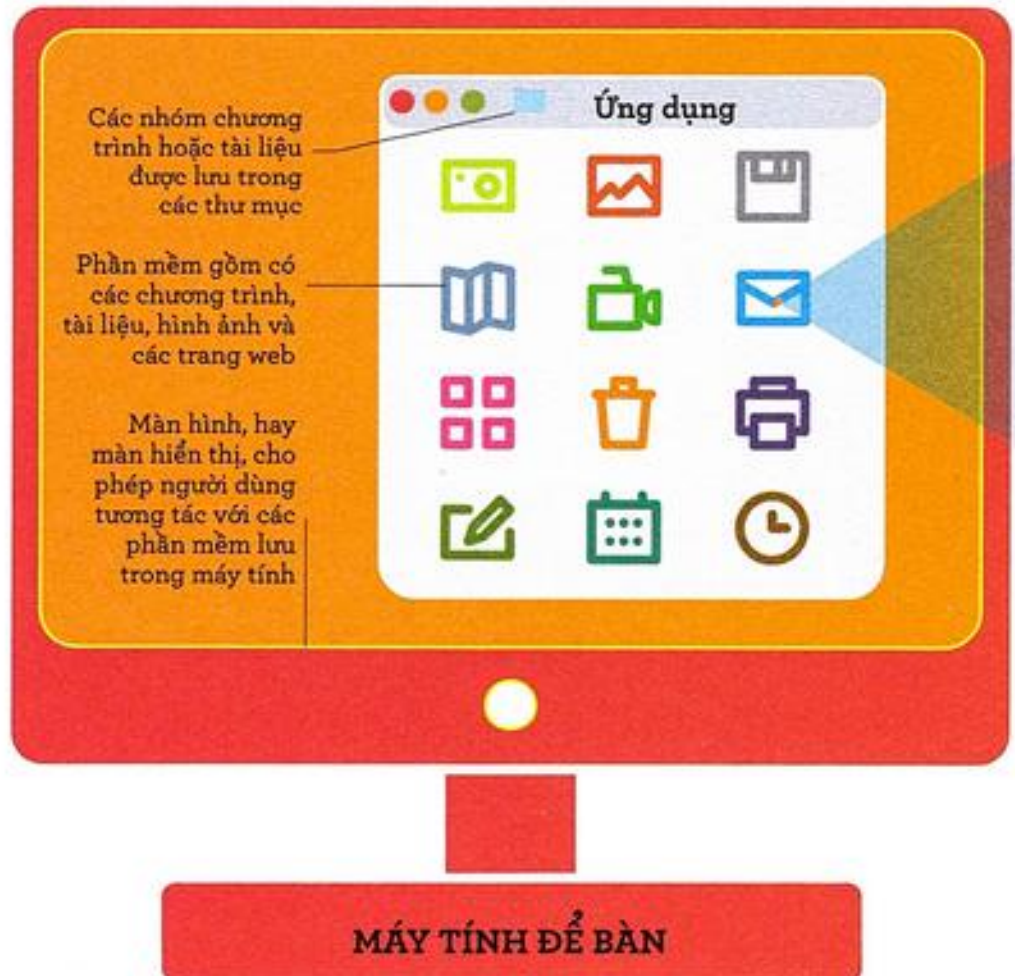 Ứng dụng
Các nhóm chương
trình hoặc tài liệu
được lưu trong
các thư mục
Phần mềm gồm có
các chương trình,
tài liệu, hình ảnh và
các trang web
Màn hình, hay
màn hiển thị, cho
phép người dùng
tương tác với các
phần mềm lưu
trong máy tính
MÁY TÍNH ĐỂ BÀN